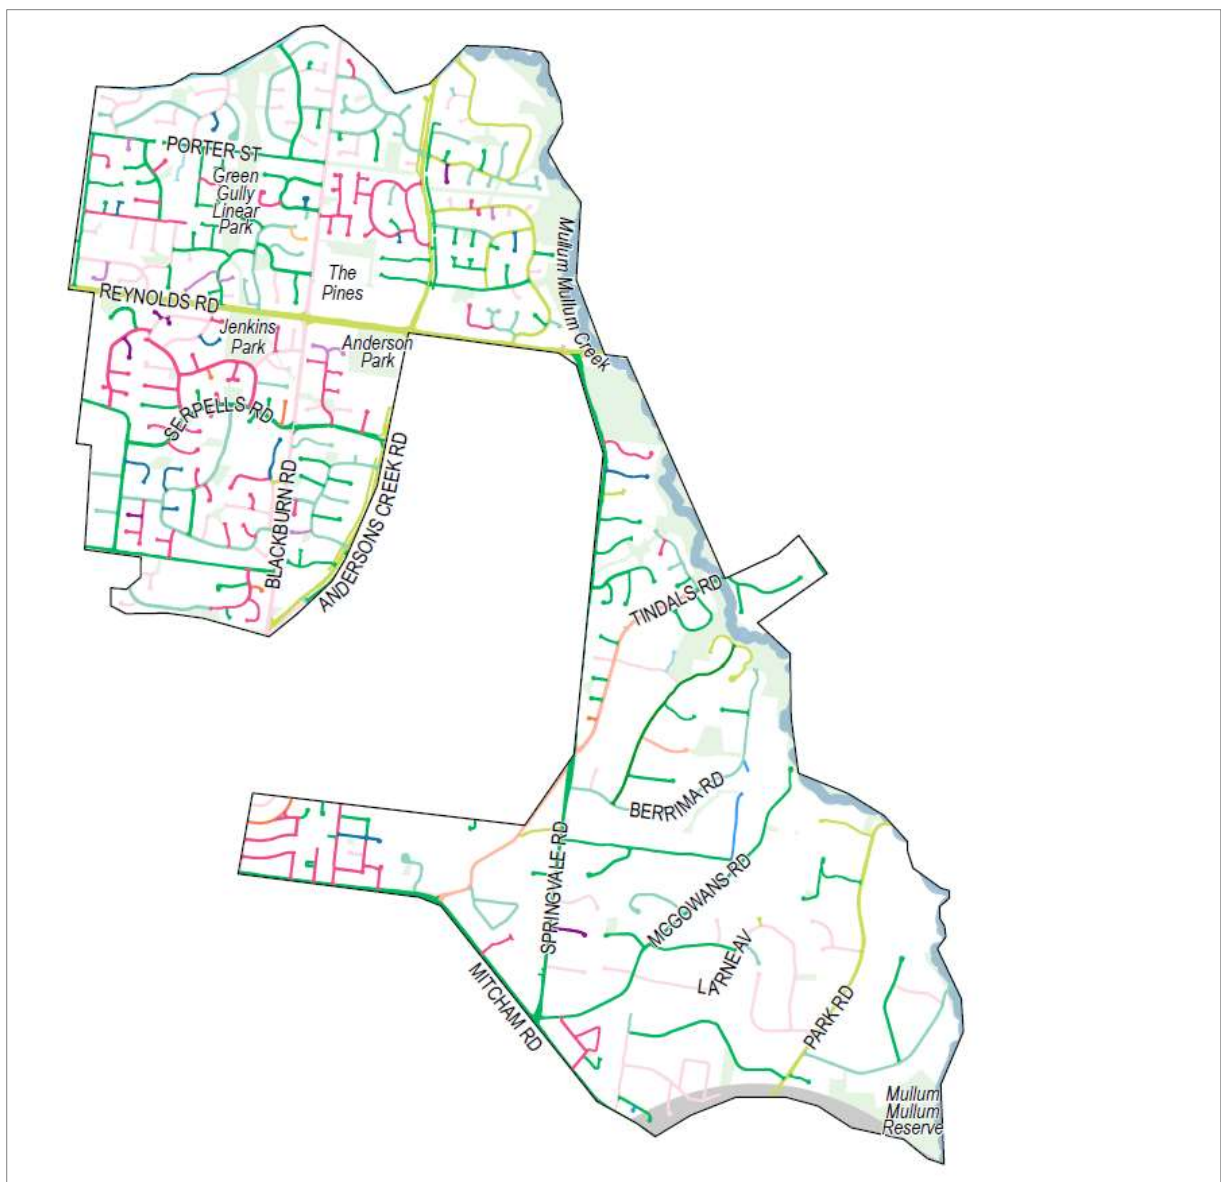 PORTER ST
Green
Gully
Linear
Park
Mullum Mullum Creek
The
Pines
REYNOLDS RD
Jenkins
Park
Anderson
Park
SERPELLS RD
BLACKBURN RD
ANDERSONS CREEK RD
TINDALS RD
BERRIMA RD
SPRINGVALE RD
MCGOWANS RD
LARNE AV
MITCHAM RD
PARK RD
Mullum
Mullum
Reserve